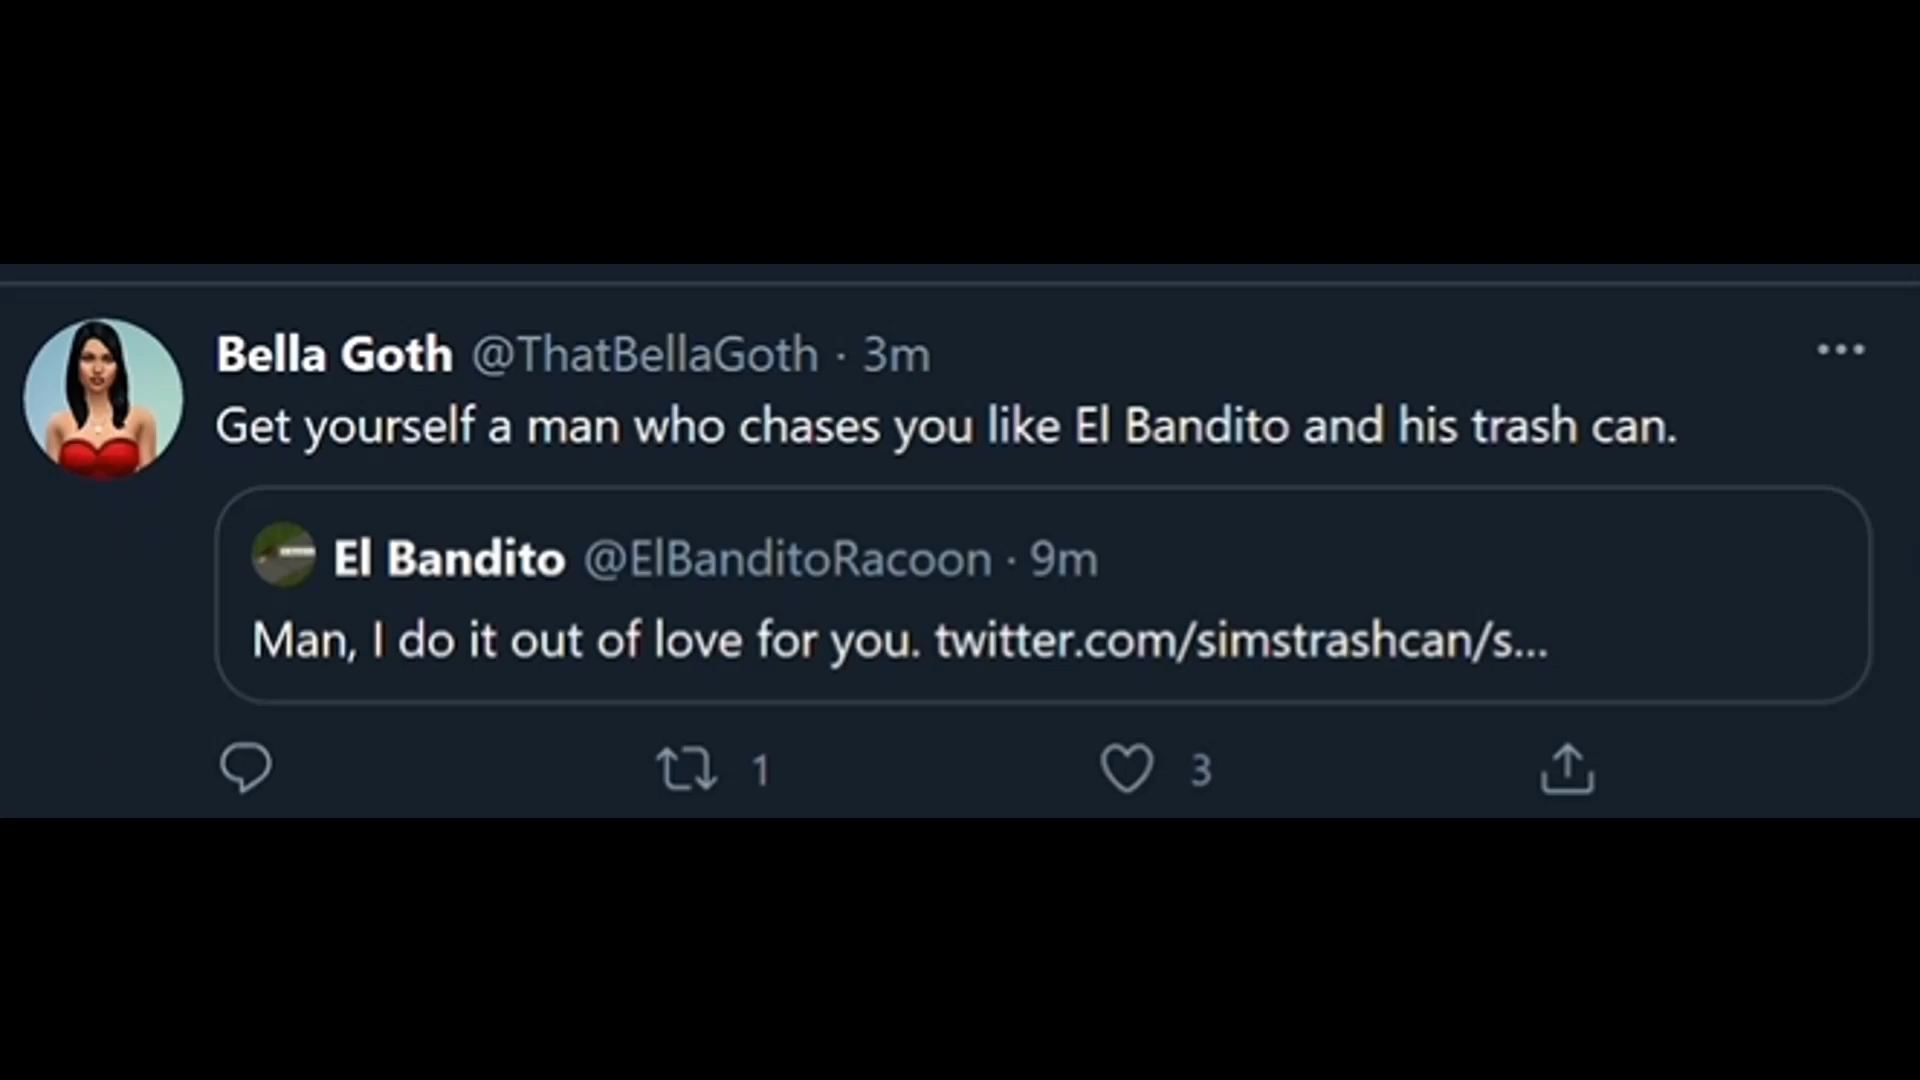 Bella Goth @ThatBellaGoth · 3m
Get yourself a man who chases you like El Bandito and his trash can.
El Bandito @ElBanditoRacoon · 9m
Man, I do it out of love for you. twitter.com/simstrashcan/s...
1 3